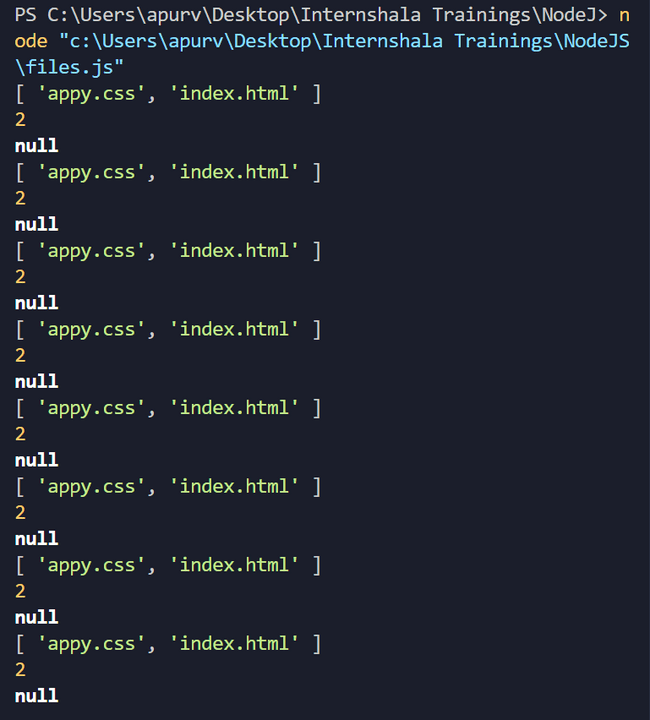 PS C:\Users\apurv\Desktop\Internshala Trainings\NodeJ> n
ode "c:\Users\apurv\Desktop\Internshala Trainings\NodeJS
\files.js"
[ 'appy.css', 'index.html' ]
2
null
[ 'appy.css', 'index.html' ]
2
null
[ 'appy.css', 'index.html' ]
2
null
[ 'appy.css', 'index.html' ]
2
null
[ 'appy.css', 'index.html' ]
2
null
[ 'appy.css', 'index.html' ]
2
null
[ 'appy.css', 'index.html' ]
2
null
[ 'appy.css', 'index.html' ]
2
null